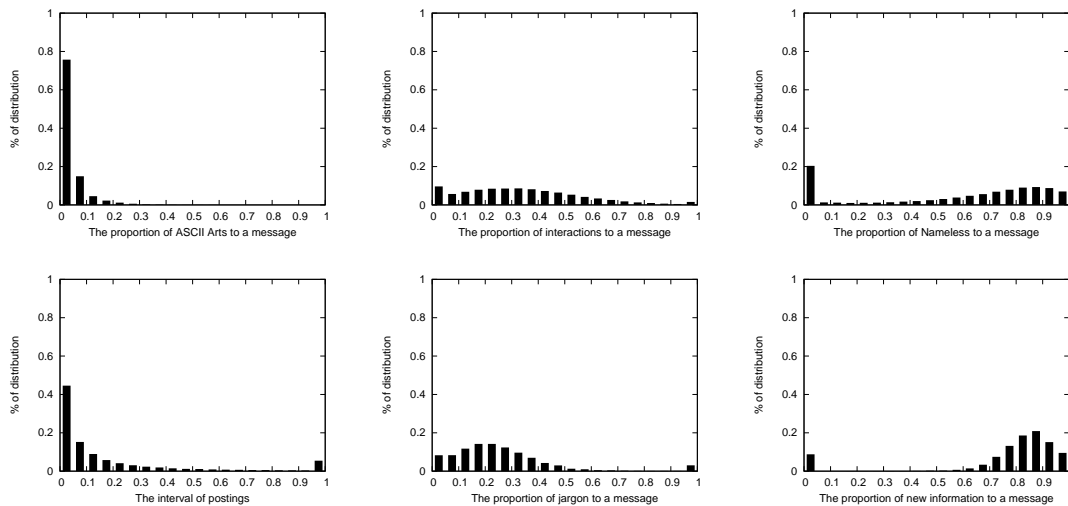 1
0.8
0.6
0.4
0.2
0
% of distribution
0 0.1 0.2 0.3 0.4 0.5 0.6 0.7 0.8 0.9 1
The proportion of ASCII Arts to a message
1
0.8
0.6
0.4
0.2
0
% of distribution
0 0.1 0.2 0.3 0.4 0.5 0.6 0.7 0.8 0.9 1
The proportion of interactions to a message
1
0.8
0.6
0.4
0.2
0
% of distribution
0 0.1 0.2 0.3 0.4 0.5 0.6 0.7 0.8 0.9
The proportion of Nameless to a message
1
0.8
0.6
0.4
0.2
0
% of distribution
0 0.1 0.2 0.3 0.4 0.5 0.6 0.7 0.8 0.9 1
The interval of postings
1
0.8
0.6
0.4
0.2
0
% of distribution
0 0.1 0.2 0.3 0.4 0.5 0.6 0.7 0.8 0.9 1
The proportion of jargon to a message
1
0.8
0.6
0.4
0.2
0
% of distribution
0 0.1 0.2 0.3 0.4 0.5 0.6 0.7 0.8 0.9
The proportion of new information to a message